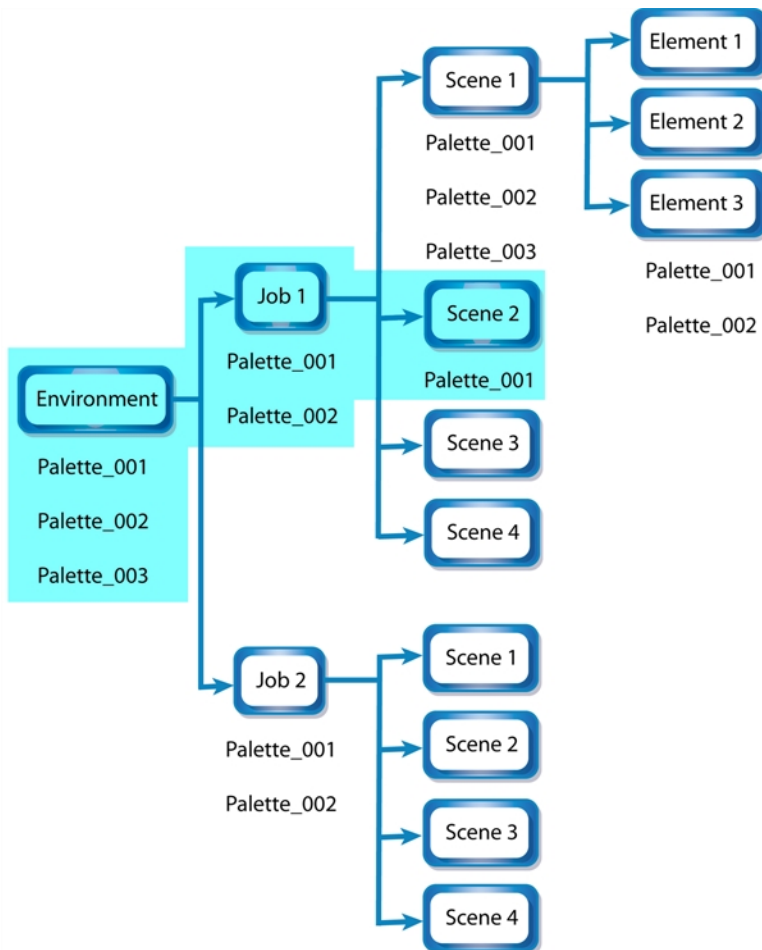 Element 1
Scene 1
Element 2
Palette_001
Palette_002
Element 3
Palette_003
Palette_001
Job 1
Scene 2
Palette_002
Palette_001
Palette_001
Environment
Palette_002
Scene 3
Palette_001
Palette_002
Scene 4
Palette_003
Scene 1
Job 2
Scene 2
Palette_001
Palette_002
Scene 3
Scene 4